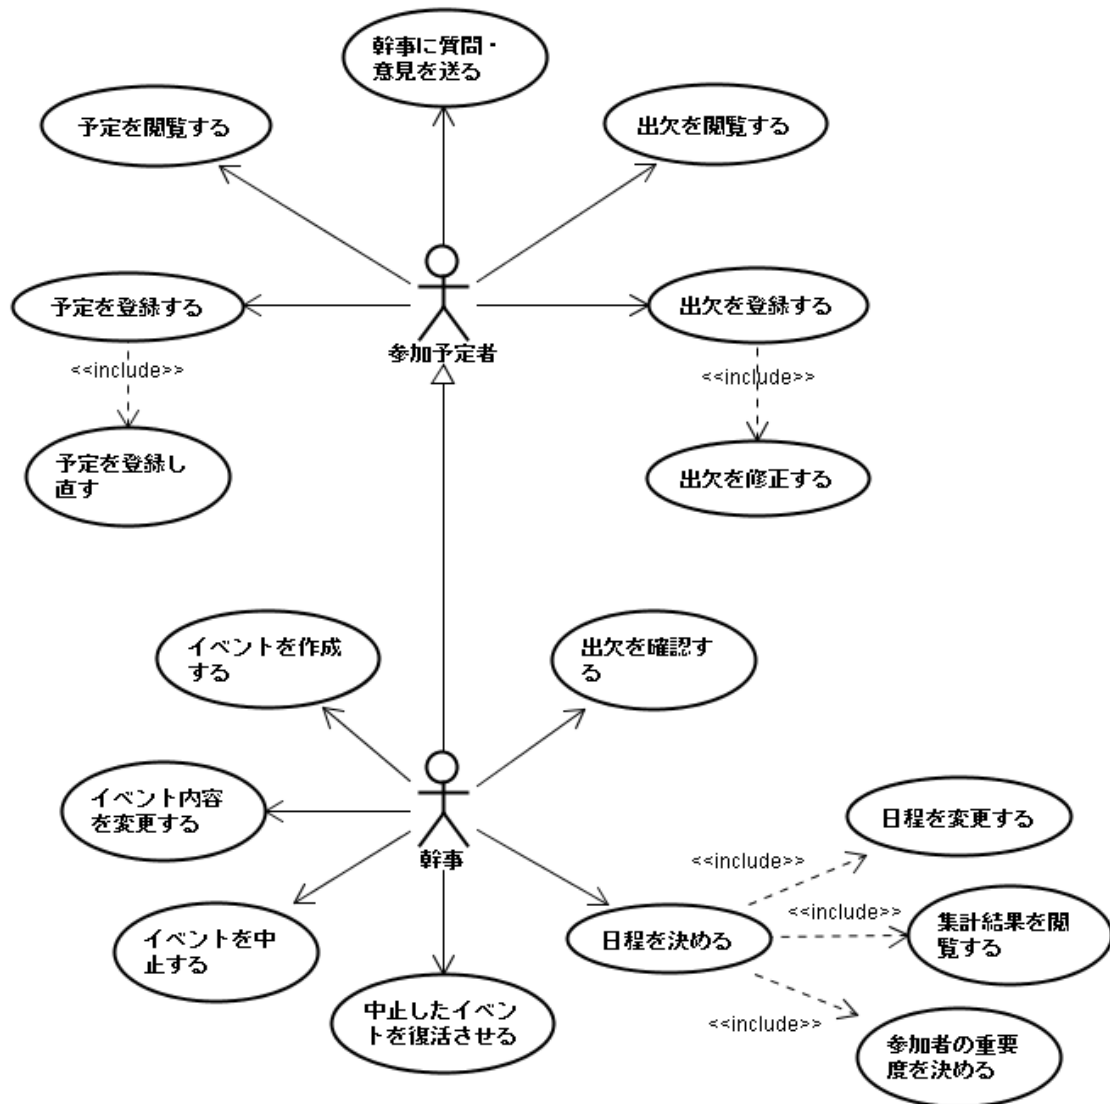 幹事に質問・
意見を送る
予定を閲覧する
出欠を閲覧する
予定を登録する
出欠を登録する
参加予定者
<<include>>
<<include>>
予定を登録し
直す
出欠を修正する
イベントを作成
する
出欠を確認す
る
イベント内容
を変更する
日程を変更する
幹事
<<include>>
<<include>>
集計結果を閲
覧する
イベントを中
止する
日程を決める
中止したイベン
トを復活させる
<<include>>
参加者の重要
度を決める